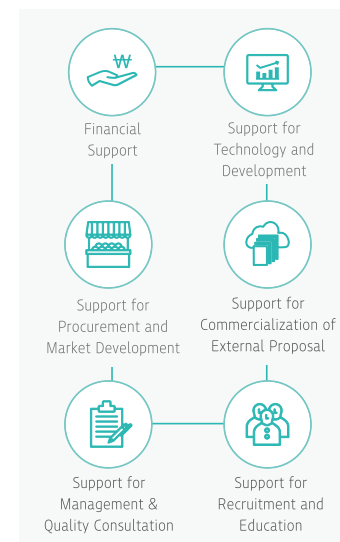 Financial
Support
Support for
Technology and
Development
Support for
Procurement and
Market Development
Support for
Commercialization of
External Proposal
Support for
Management &
Quality Consultation
Support for
Recruitment and
Education